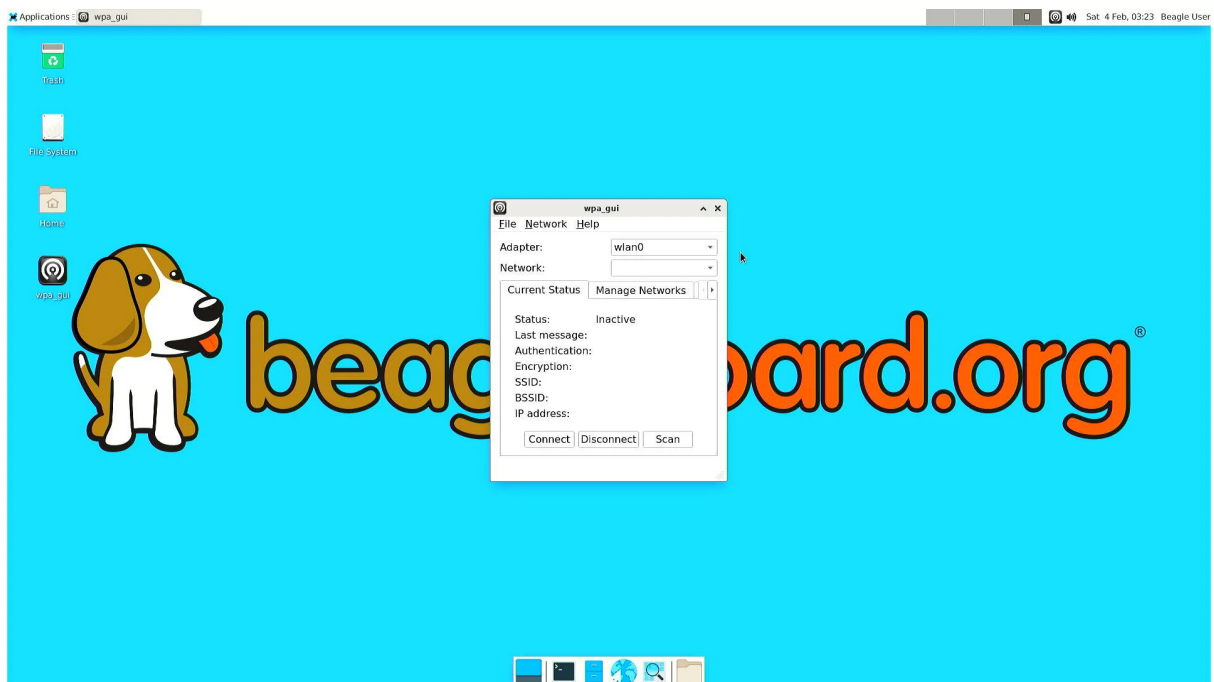 Applications
wpa_gui
Sat 4 Feb, 03:23
Beagle User
Trash
File System
Home
wpa_gui
wpa_gui
File Network Help
Adapter: wlan0
Network:
Current Status Manage Networks
Status: Inactive
Last message:
Authentication:
Encryption:
SSID:
BSSID:
IP address:
Connect Disconnect Scan
beag
oard.org®